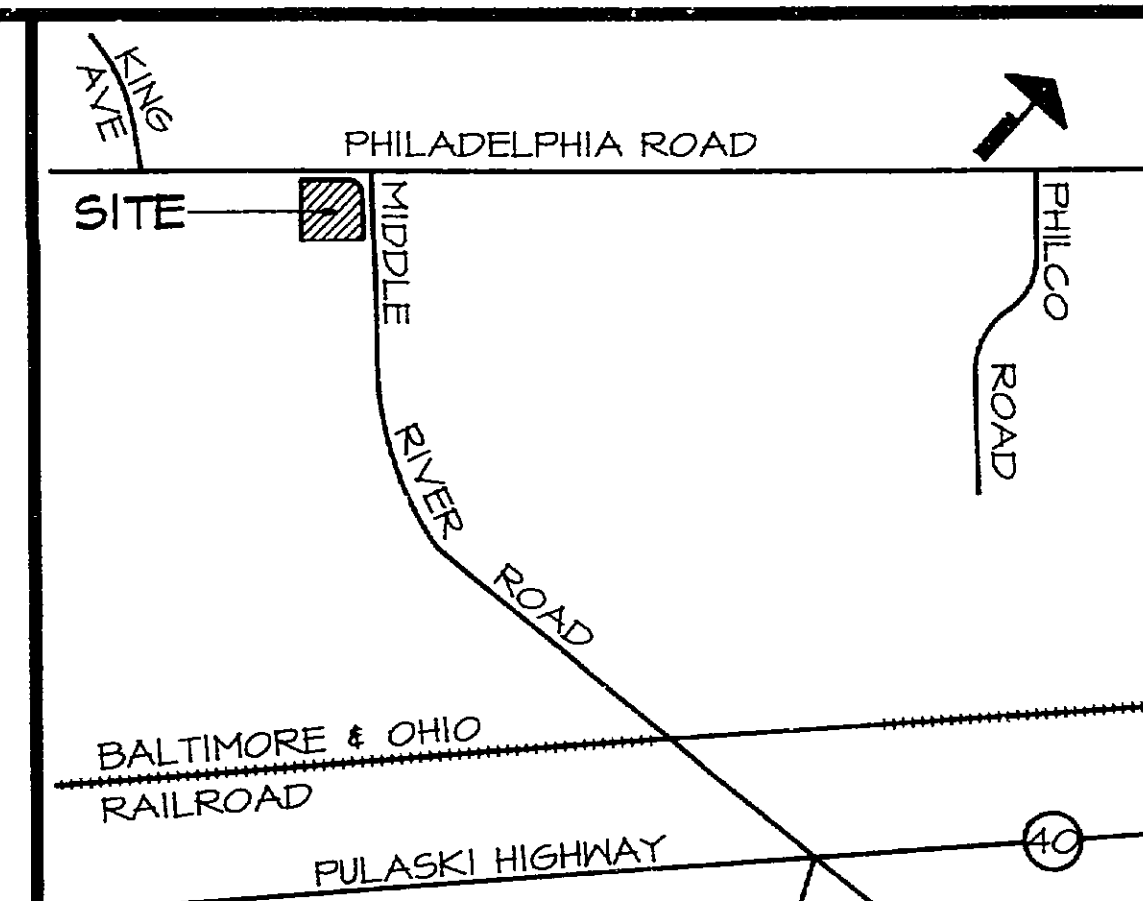 KING
AVE
PHILADELPHIA ROAD
SITE
MIDDLE
RIVER
ROAD
PHILCO
ROAD
BALTIMORE & OHIO
RAILROAD
PULASKI HIGHWAY
40